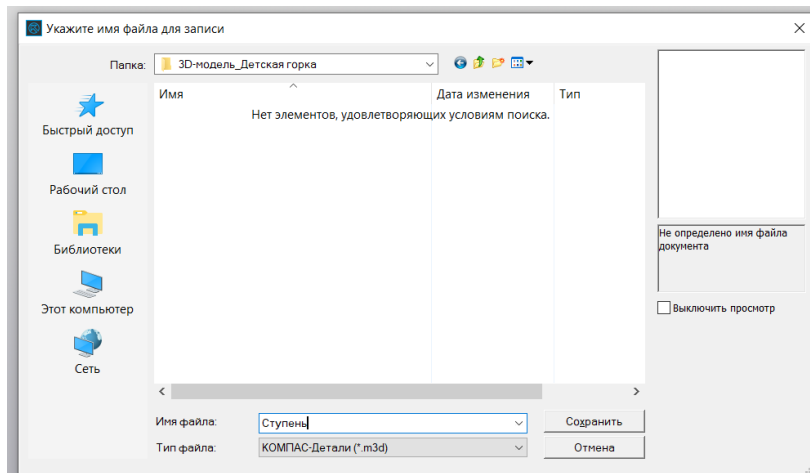 Укажите имя файла для записи
Папка: 3D-модель_Детская горка
Имя Дата изменения Тип
Нет элементов, удовлетворяющих условиям поиска.
Быстрый доступ
Рабочий стол
Библиотеки
Этот компьютер
Сеть
Не определено имя файла
документа
Выключить просмотр
Имя файла: Ступень Сохранить
Тип файла: КОМПАС-Детали (*.m3d) Отмена